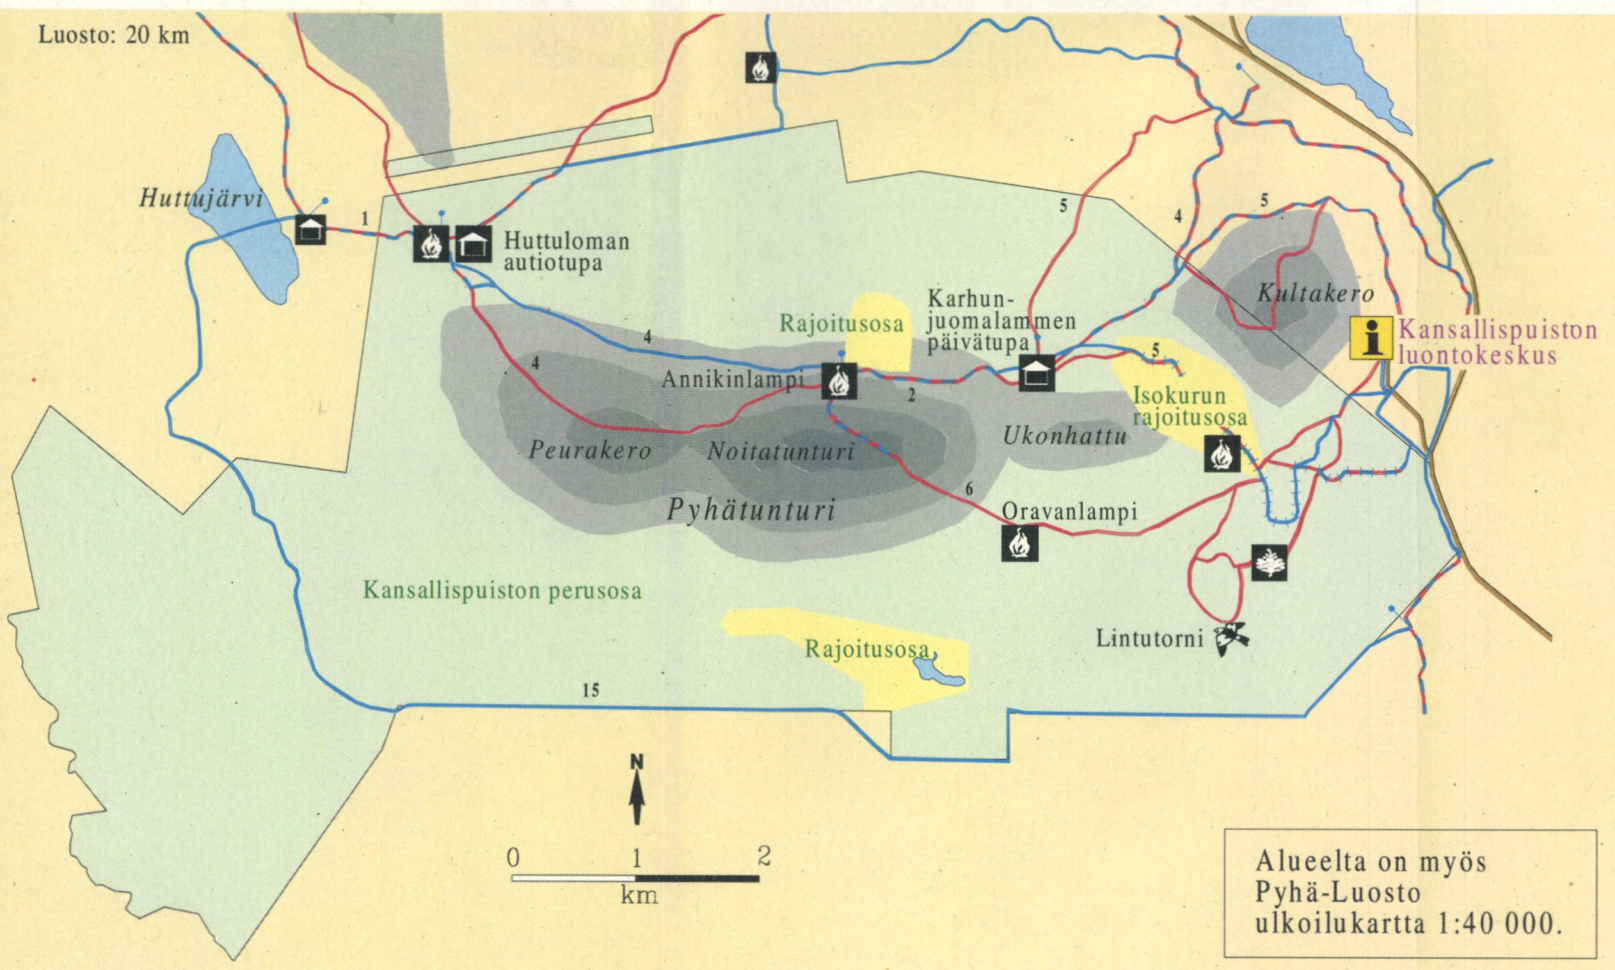 Luosto: 20 km
Huttujärvi
1
Huttuloman
autiotupa
5
4
5
Kultakero
Kansallispuiston
luontokeskus
Rajoitusosa
Karhun-
juomalammen
päivätupa
4
4
Annikinlampi
2
5
Isokurun
rajoitusosa
Peurakero
Noitatunturi
Ukonhattu
Pyhätunturi
6
Oravanlampi
Kansallispuiston perusosa
Rajoitusosa
Lintutorni
15
N
0 1 2
km
Alueelta on myös
Pyhä-Luosto
ulkoilukartta 1:40 000.